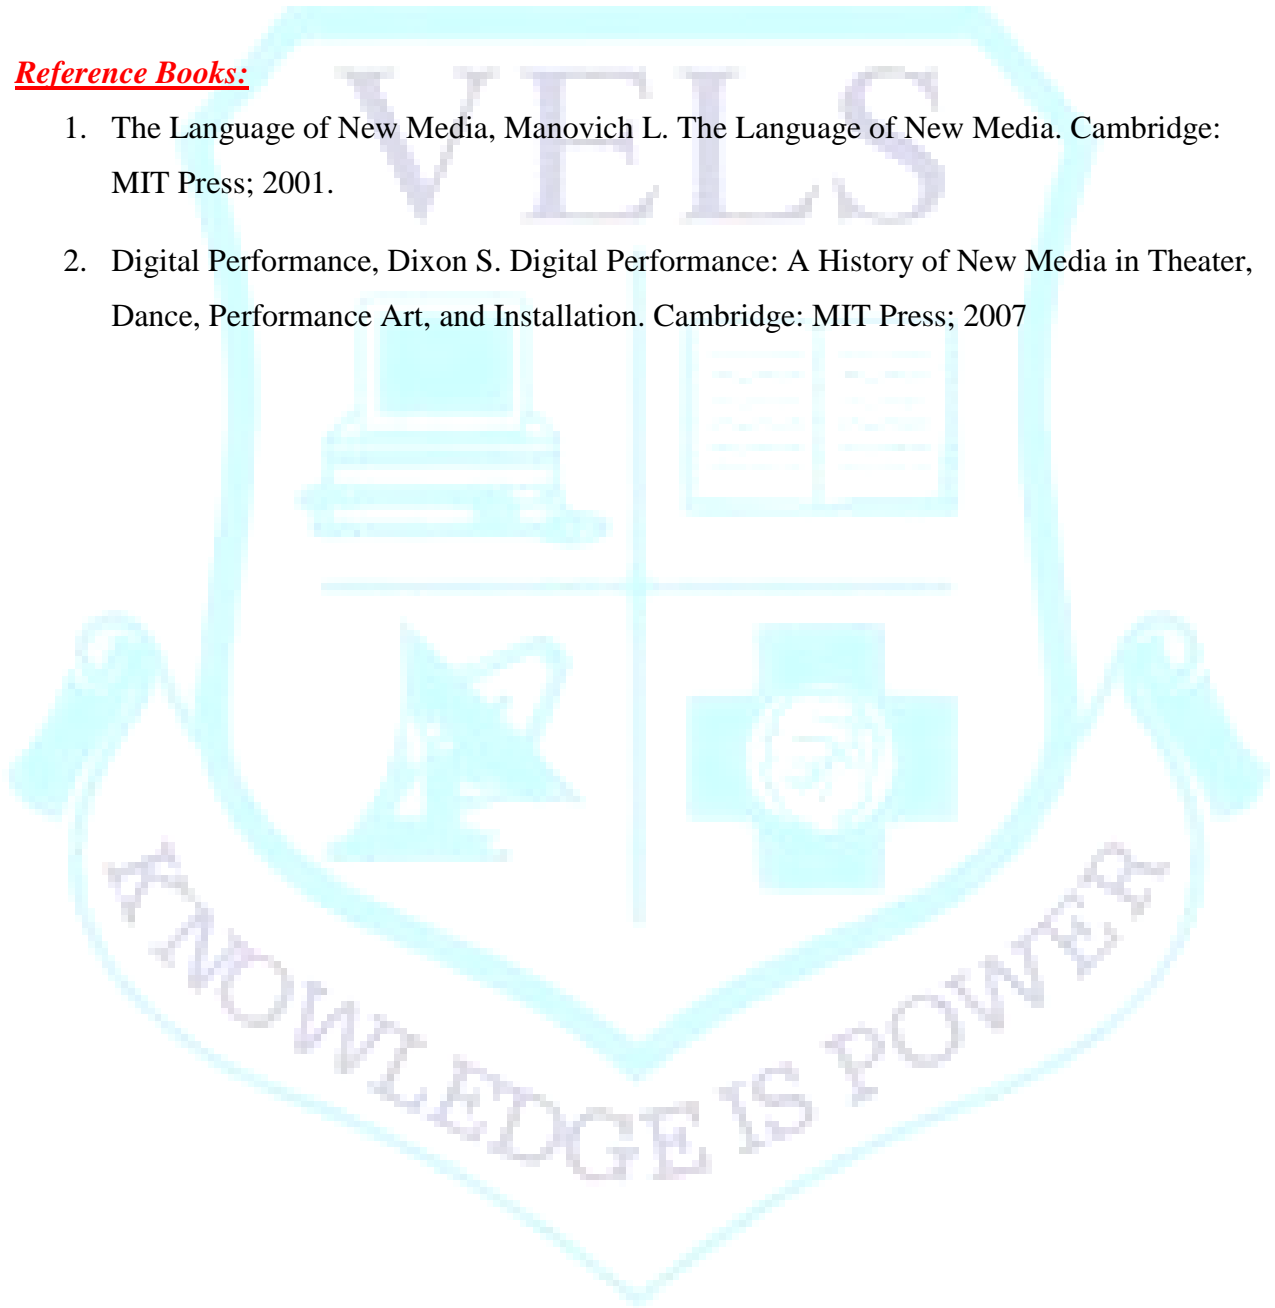 Reference Books:
VELS
1. The Language of New Media, Manovich L. The Language of New Media. Cambridge:
MIT Press; 2001.
2. Digital Performance, Dixon S. Digital Performance: A History of New Media in Theater,
Dance, Performance Art, and Installation. Cambridge: MIT Press; 2007
KNOWLEDGE IS POWER